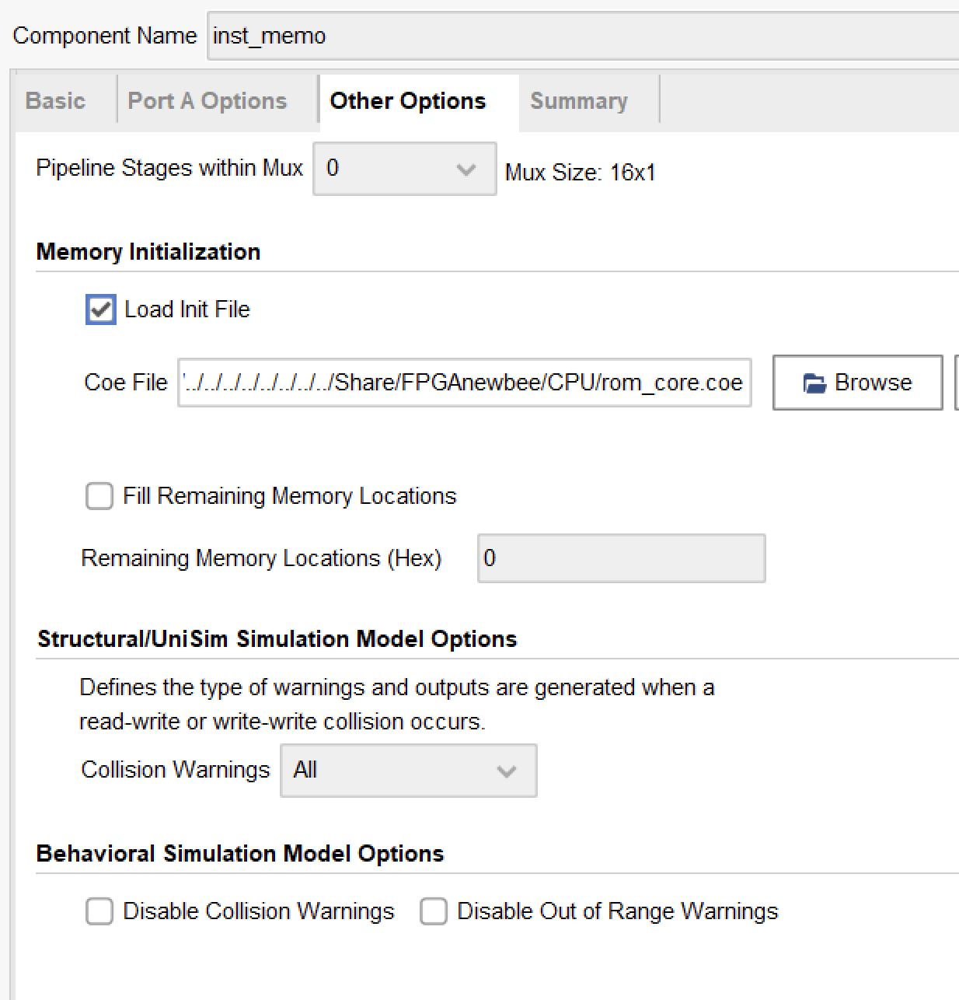 Component Name inst_memo
Basic Port A Options Other Options Summary
Pipeline Stages within Mux 0 Mux Size: 16x1
Memory Initialization
Load Init File
Coe File '../../../../../../../../Share/FPGAnewbee/CPU/rom_core.coe Browse
Fill Remaining Memory Locations
Remaining Memory Locations (Hex) 0
Structural/UniSim Simulation Model Options
Defines the type of warnings and outputs are generated when a
read-write or write-write collision occurs.
Collision Warnings All
Behavioral Simulation Model Options
Disable Collision Warnings Disable Out of Range Warnings